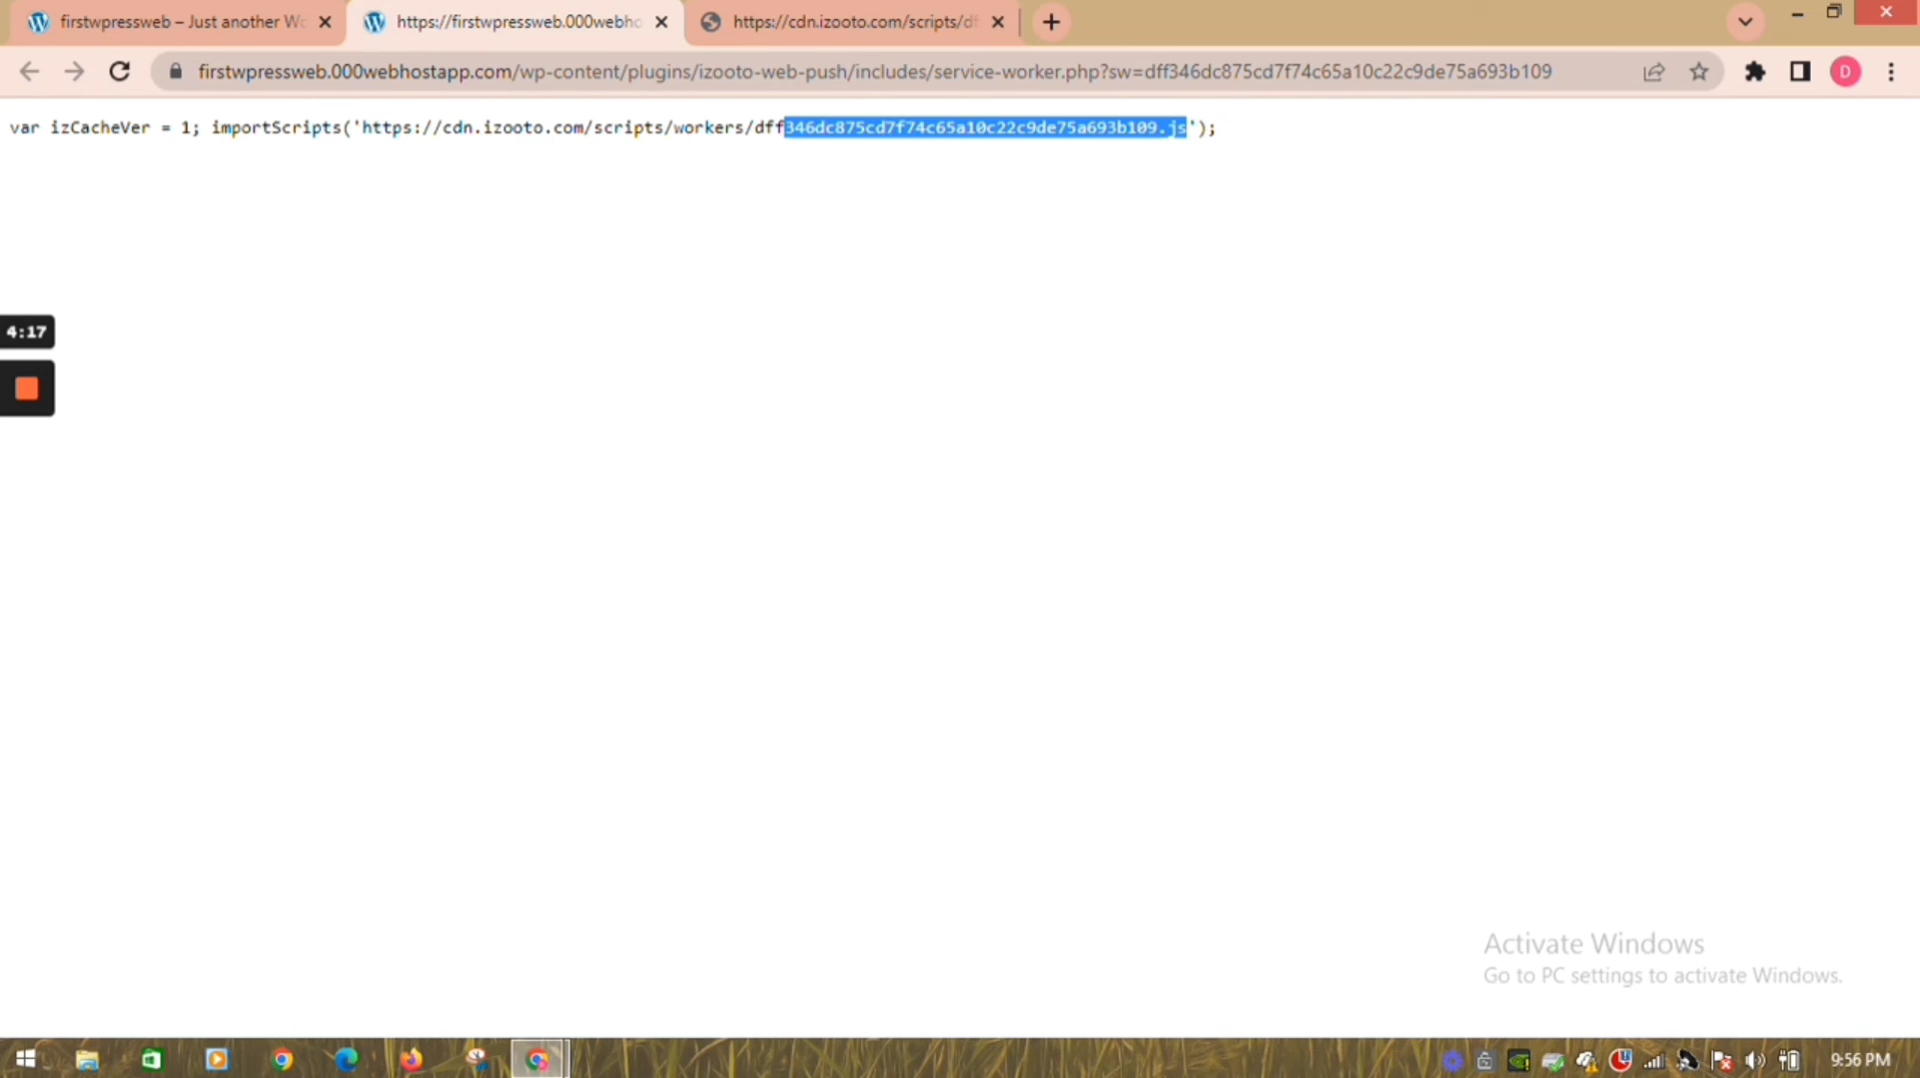 firstwpressweb – Just another Wo
https://firstwpressweb.000webho
https://cdn.izooto.com/scripts/df
firstwpressweb.000webhostapp.com/wp-content/plugins/izooto-web-push/includes/service-worker.php?sw=dff346dc875cd7f74c65a10c22c9de75a693b109
D
var izCacheVer = 1; importScripts('https://cdn.izooto.com/scripts/workers/dff346dc875cd7f74c65a10c22c9de75a693b109.js');
4:17
Activate Windows
Go to PC settings to activate Windows.
9:56 PM